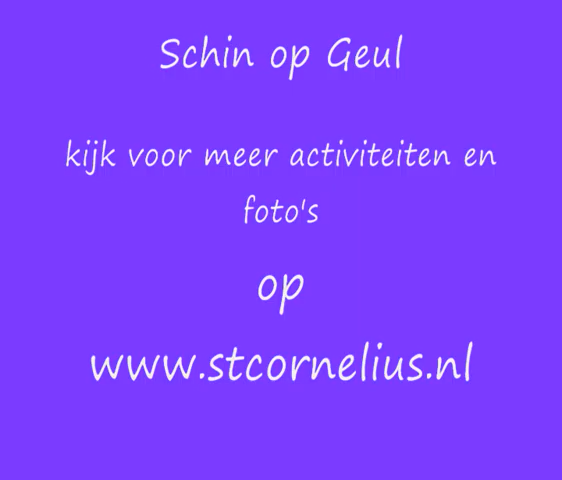 Schin op Geul
kijk voor meer activiteiten en
foto's
op
www.stcornelius.nl